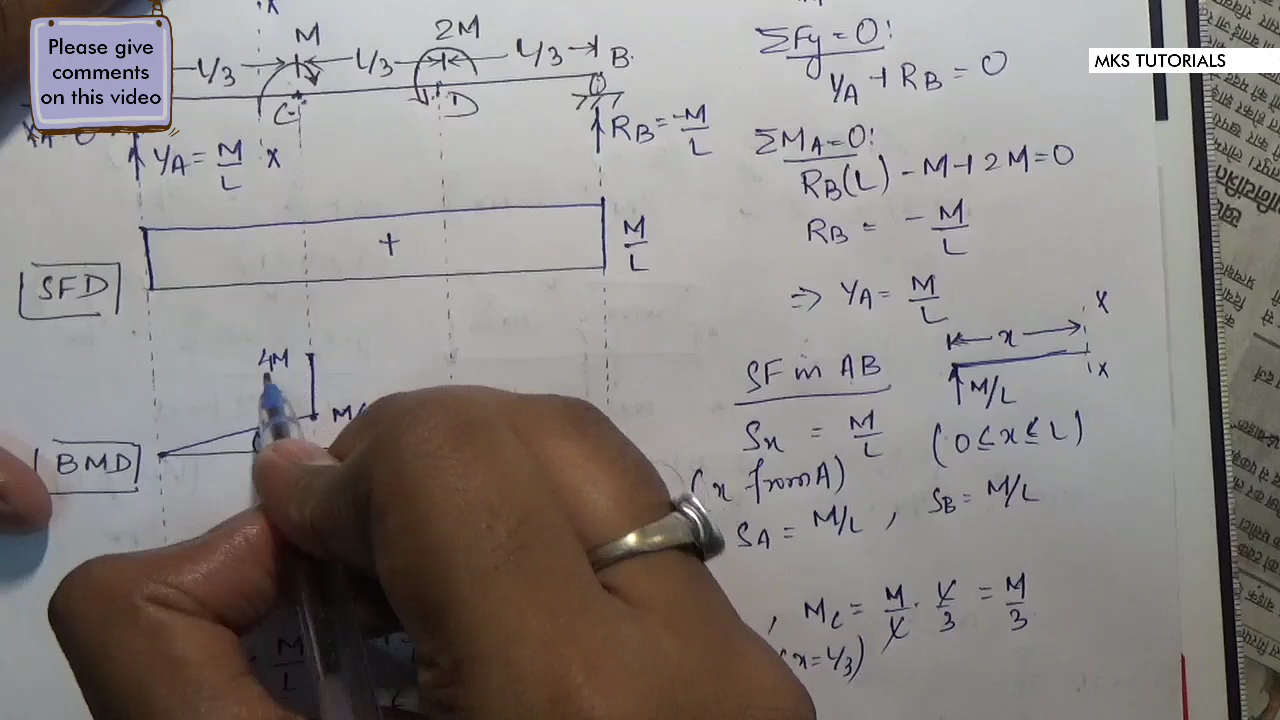 Please give
comments
on this video
MKS TUTORIALS
x
M
2M
L/3
L/3
L/3
B
C
D
YA = M/L
x
RB = -M/L
+
M/L
SFD
4M
BMD
M
L
ΣFy = 0:
YA + RB = 0
ΣMA = 0:
RB(L) - M + 2M = 0
RB = - M/L
⇒ YA = M/L
x
x
x
M/L
SF in AB
Sx = M/L (0 ≤ x ≤ L)
(x from A)
SA = M/L , SB = M/L
, Mc = M/L · L/3 = M/3
x = L/3)